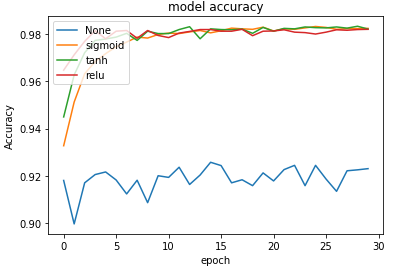 model accuracy
None
sigmoid
tanh
relu
Accuracy
0.98
0.96
0.94
0.92
0.90
0 5 10 15 20 25 30
epoch